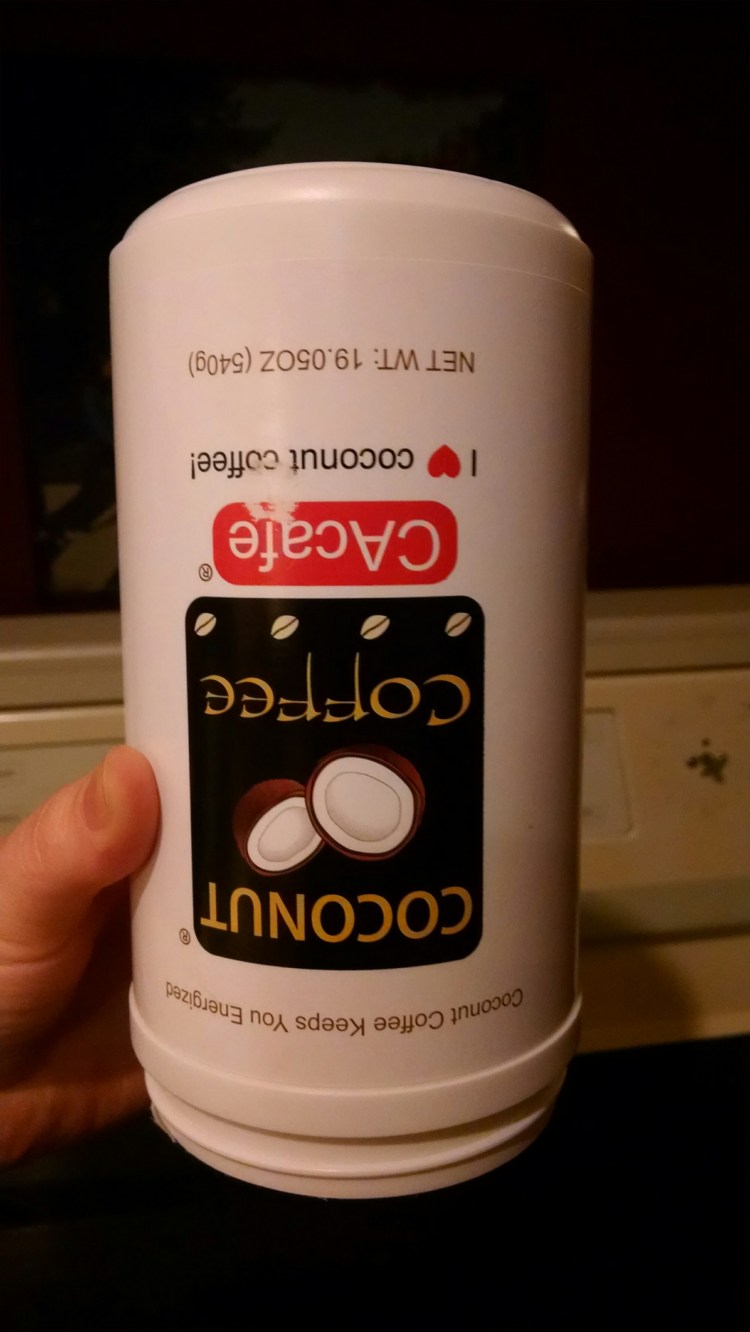 Coconut Coffee Keeps You Energized
COCONUT®
COFFEE
CAcafe®
I ❤ coconut coffee!
NET WT: 19.05OZ (540g)